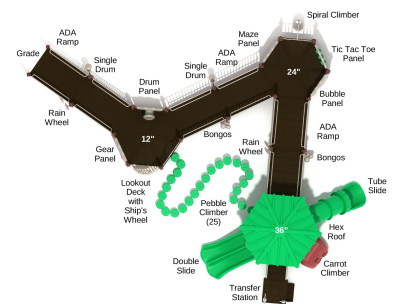 Spiral Climber
ADA
Ramp
Grade
Single
Drum
Drum
Panel
Single
Drum
ADA
Ramp
Maze
Panel
Tic Tac Toe
Panel
24"
Bubble
Panel
Rain
Wheel
12"
Gear
Panel
Bongos
ADA
Ramp
Rain
Wheel
Bongos
Lookout
Deck
with
Ship's
Wheel
Pebble
Climber
(25)
Tube
Slide
36"
Hex
Roof
Double
Slide
Carrot
Climber
Transfer
Station